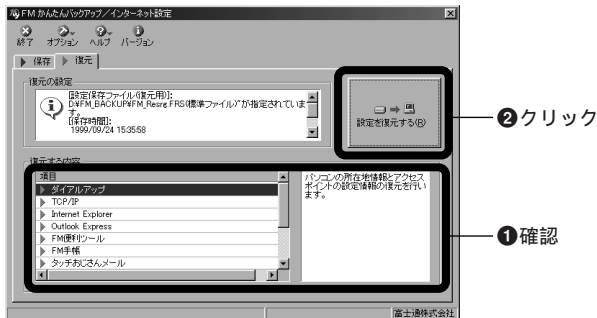 FM かんたんバックアップ／インターネット設定
終了 オプション ヘルプ バージョン
保存 復元
復元の設定
[設定保存ファイル(復元用)]:
D:¥FM_BACKUP¥FM_Resrg.FRS(標準ファイル)"が指定されていま
す。
[保存時間]:
1999/09/24 15:35:58
設定を復元する(R)
❷クリック
復元する内容
項目
ダイアルアップ
TCP/IP
Internet Explorer
Outlook Express
FM便利ツール
FM手帳
タッチおじさんメール
パソコンの所在地情報とアクセス
ポイントの設定情報の復元を行い
ます。
❶確認
富士通株式会社